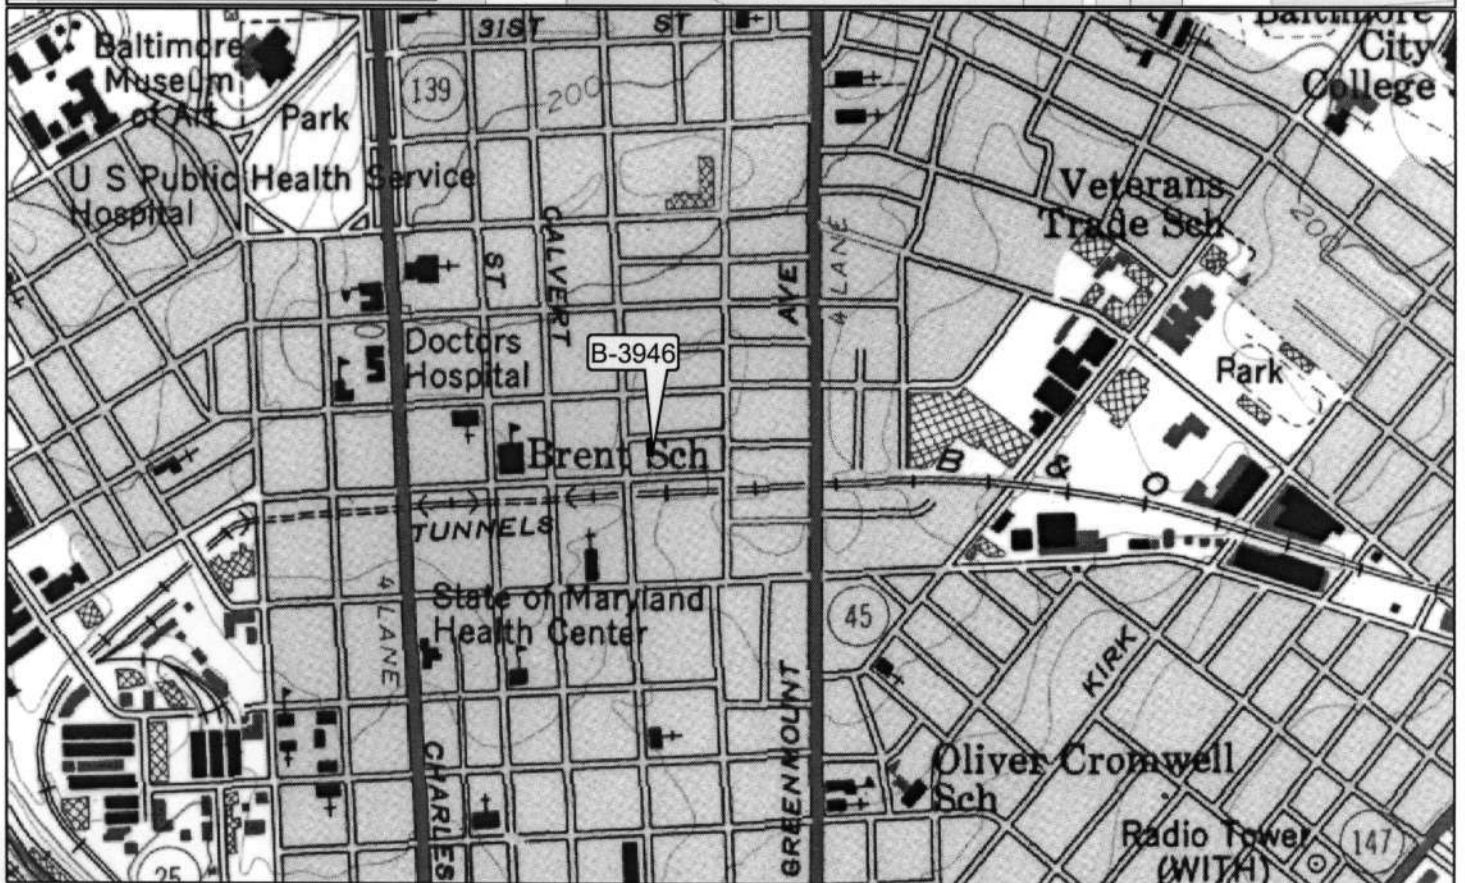 31ST ST
Baltimore
Museum
of Art
Park
139
200
Baltimore
City
College
U S Public Health Service
Hospital
Veterans
Trade Sch
200
ST
CALVERT
AVE
4 LANE
Doctors
Hospital
B-3946
Park
Brent Sch
B & O
TUNNELS
4 LANE
State of Maryland
Health Center
45
KIRK
CHARLES
GREENMOUNT
Oliver Cromwell
Sch
Radio Tower
(WITH)
147
25